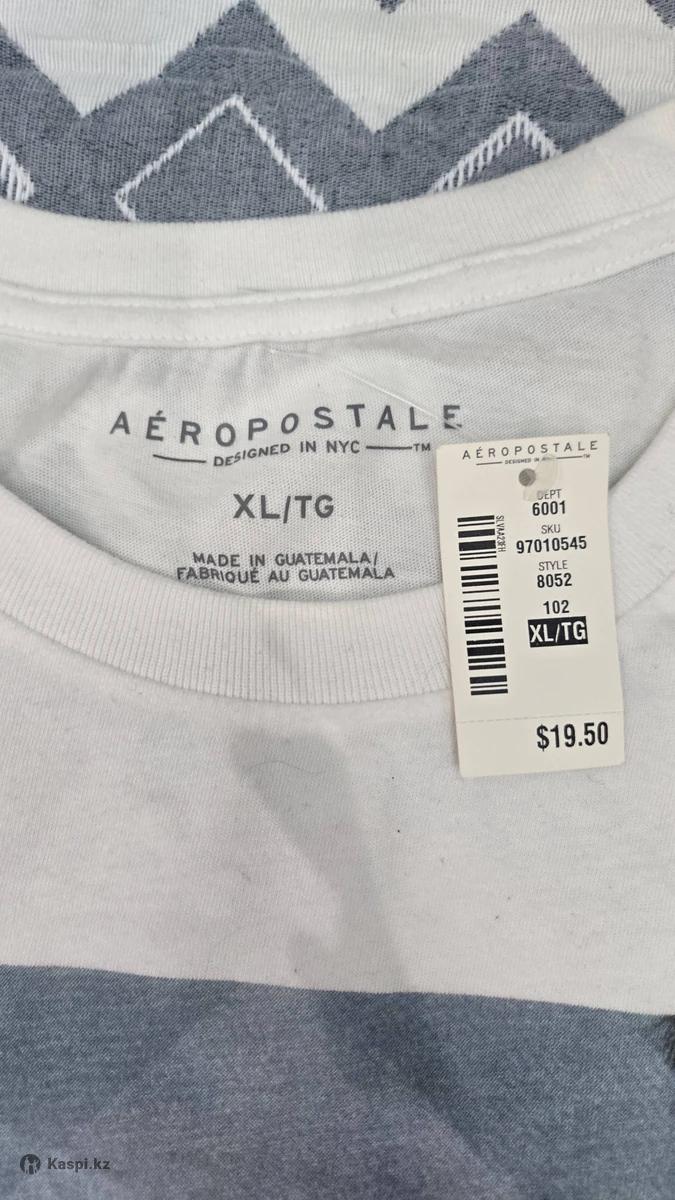 AÉROPOSTALE
DESIGNED IN NYC TM
XL/TG
MADE IN GUATEMALA/
FABRIQUÉ AU GUATEMALA
AÉROPOSTALE
DESIGNED IN TM
DEPT
6001
SKU
97010545
STYLE
8052
102
XL/TG
$19.50
Kaspi.kz